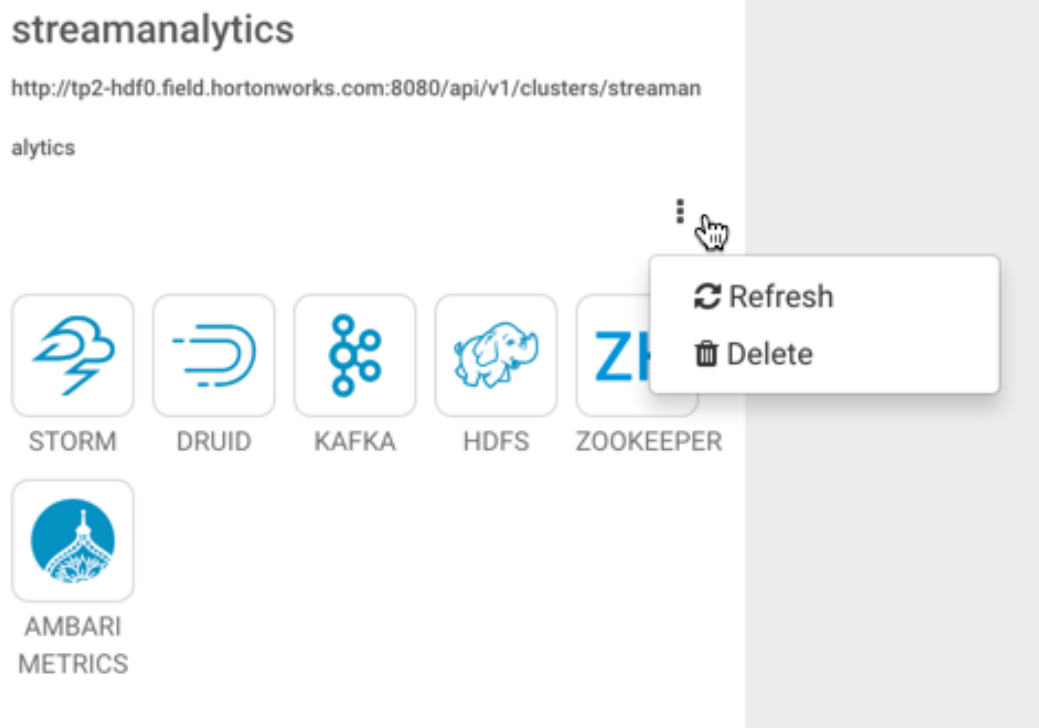 streamanalytics
http://tp2-hdf0.field.hortonworks.com:8080/api/v1/clusters/streaman
alytics
Refresh
Delete
STORM
DRUID
KAFKA
HDFS
ZOOKEEPER
AMBARI
METRICS